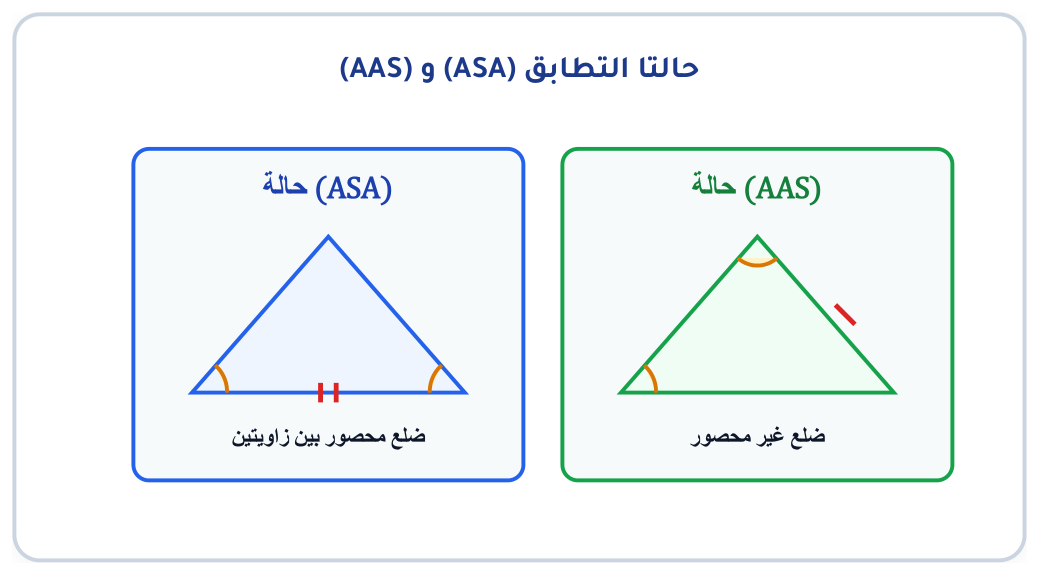 حالتا التطابق (ASA) و (AAS)
حالة (AAS)
ضلع غير محصور
حالة (ASA)
ضلع محصور بين زاويتين